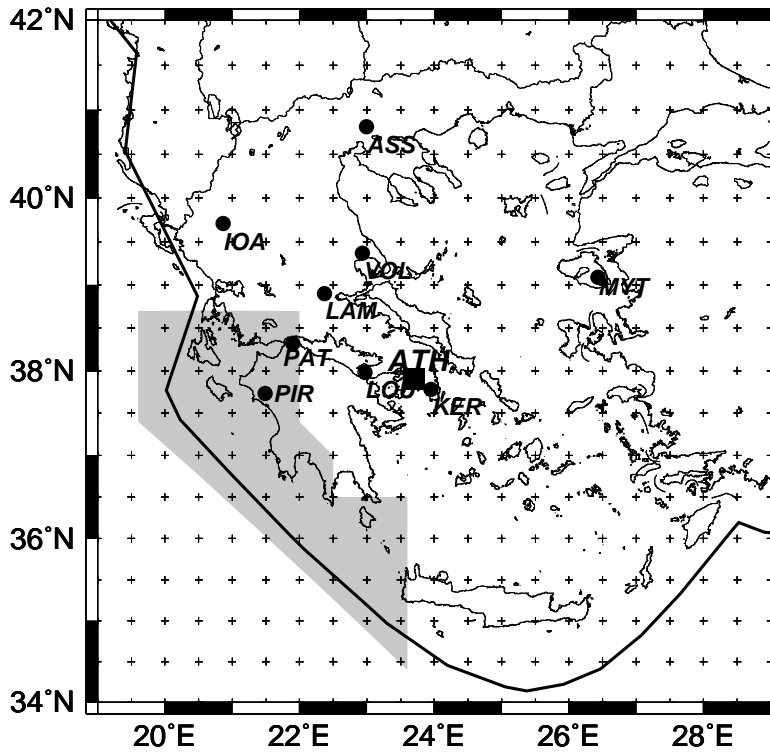 42°N
ASS
40°N
IOA
VOL
MYT
LAM
PAT
ATH
38°N
LOU
PIR
KER
36°N
34°N
20°E 22°E 24°E 26°E 28°E